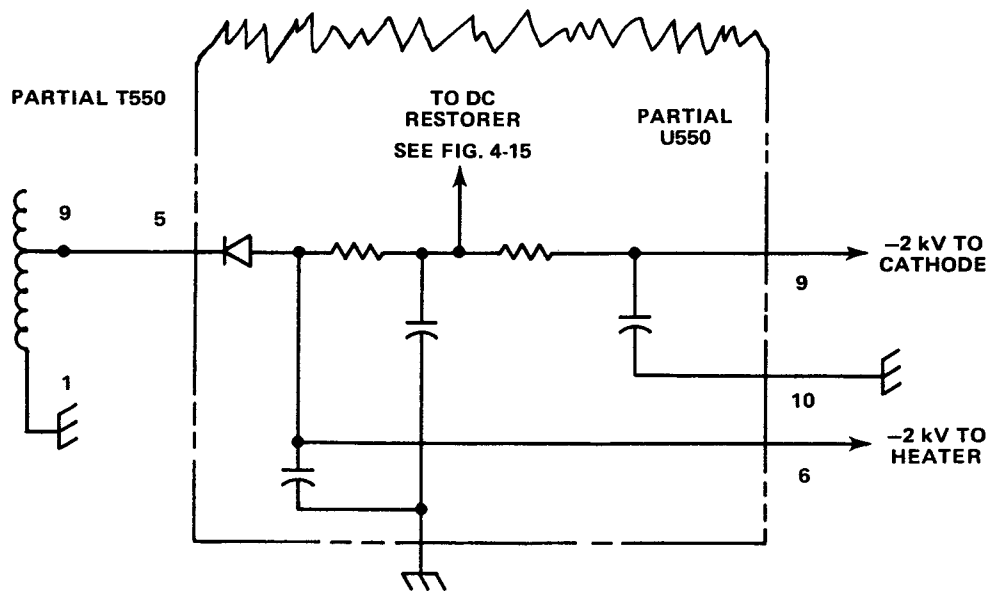 PARTIAL T550
TO DC
RESTORER
SEE FIG. 4-15
PARTIAL
U550
9
5
–2 kV TO
CATHODE
9
1
10
–2 kV TO
HEATER
6